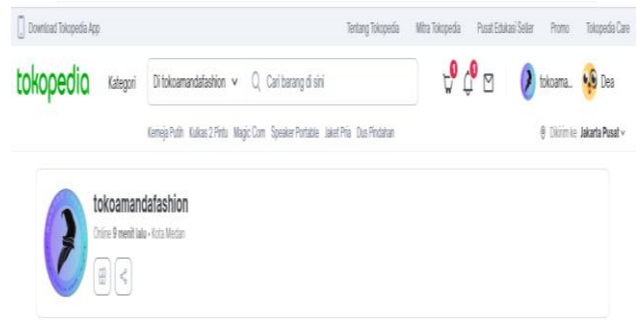 Download Tokopedia App Tentang Tokopedia Mitra Tokopedia Pusat Edukasi Seller Promo Tokopedia Care
tokopedia Kategori Di tokoamandafashion Cari barang di sini 1 1 tokoama... Dea
Kemeja Putih Kulkas 2 Pintu Magic Com Speaker Portable Jaket Pria Dus Pindahan Dikirim ke Jakarta Pusat
tokoamandafashion
Online 9 menit lalu • Kota Medan